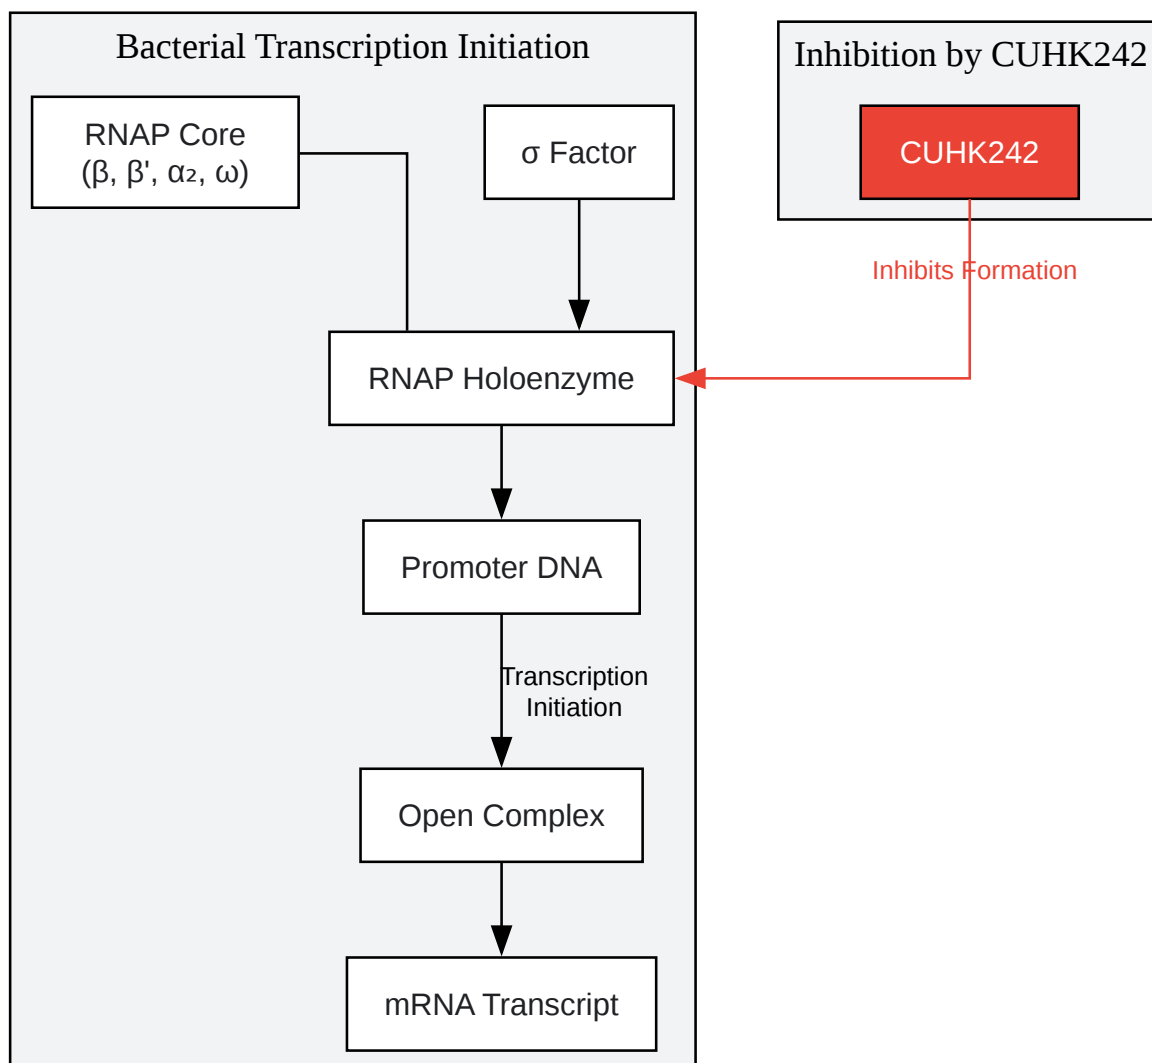 Bacterial Transcription Initiation
RNAP Core
(β, β', α₂, ω)
σ Factor
Inhibition by CUHK242
CUHK242
Inhibits Formation
RNAP Holoenzyme
Promoter DNA
Transcription
Initiation
Open Complex
mRNA Transcript